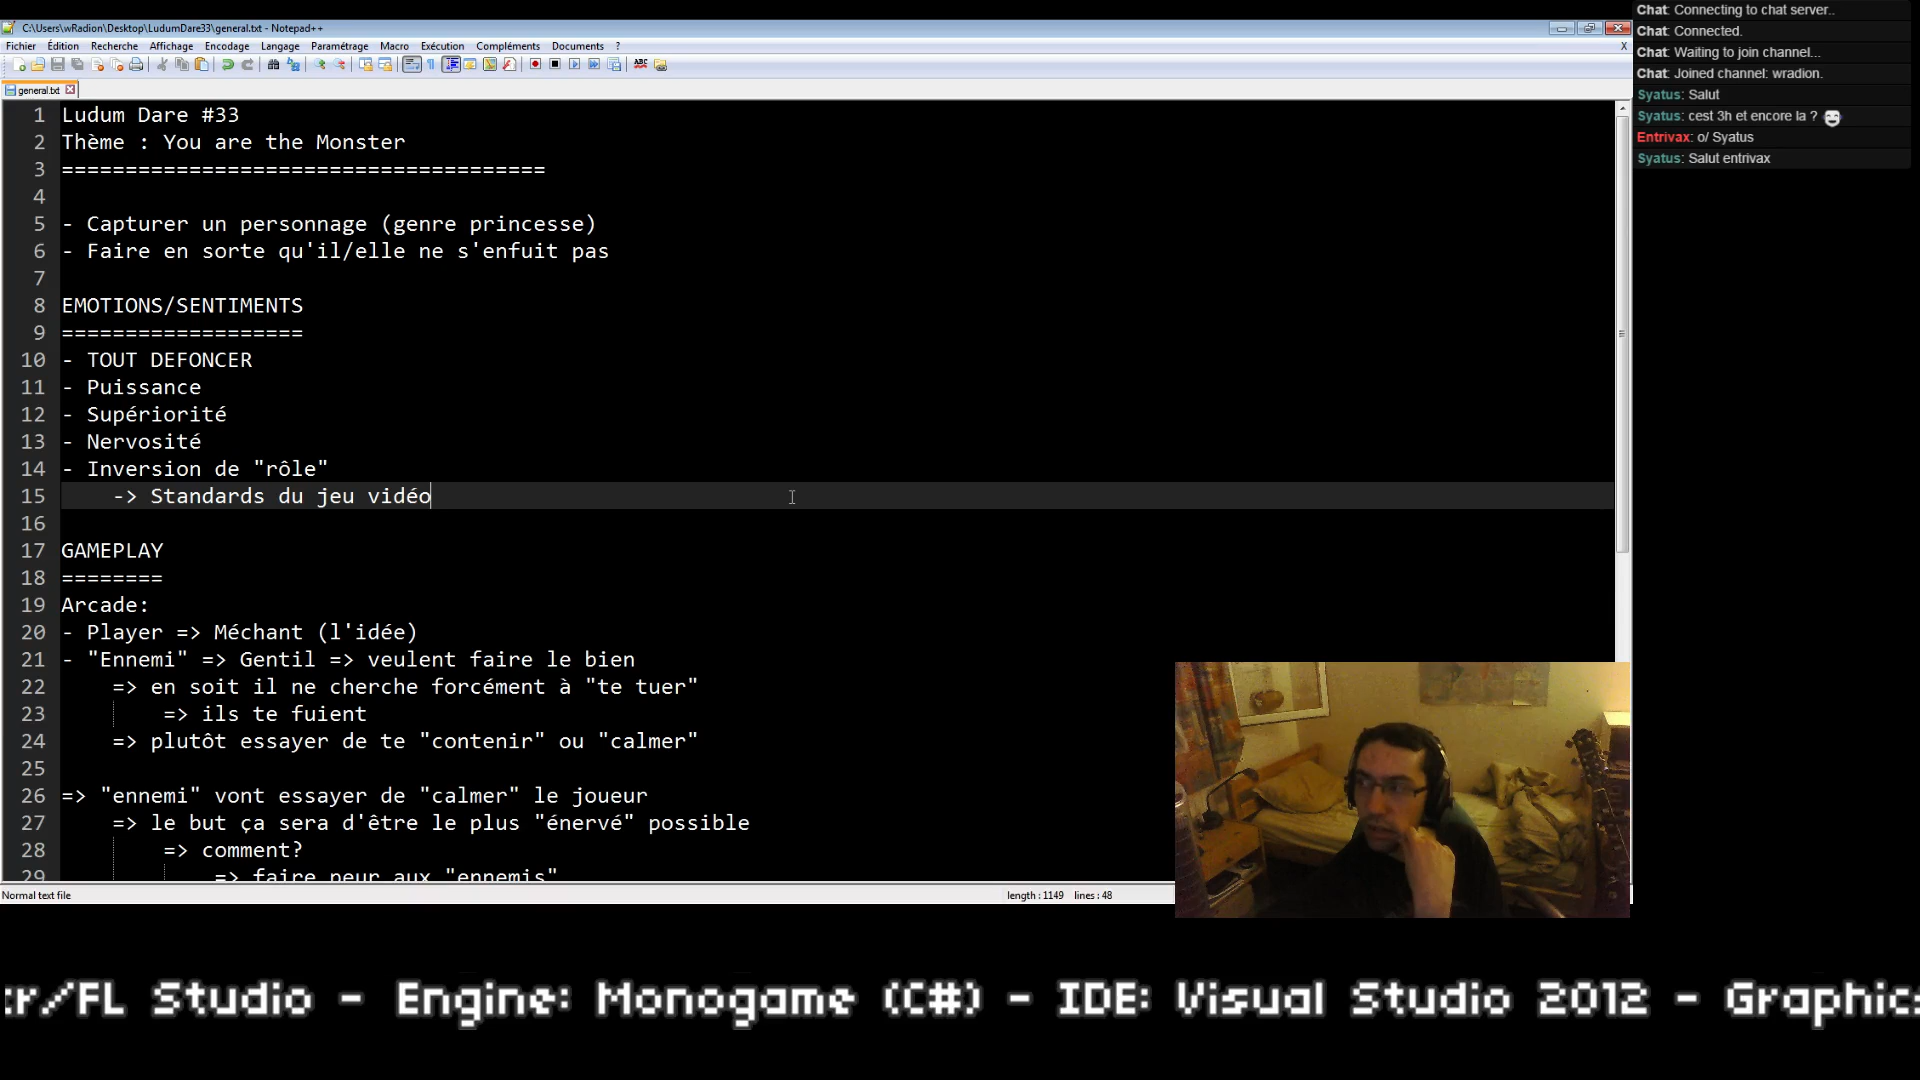 C:\Users\wRadion\Desktop\LudumDare33\general.txt - Notepad++
Fichier Édition Recherche Affichage Encodage Langage Paramétrage Macro Exécution Compléments Documents ? X
general.txt
1 Ludum Dare #33
2 Thème : You are the Monster
3 ======================================
4
5 - Capturer un personnage (genre princesse)
6 - Faire en sorte qu'il/elle ne s'enfuit pas
7
8 EMOTIONS/SENTIMENTS
9 ===================
10 - TOUT DEFONCER
11 - Puissance
12 - Supériorité
13 - Nervosité
14 - Inversion de "rôle"
15 -> Standards du jeu vidéo
16
17 GAMEPLAY
18 ========
19 Arcade:
20 - Player => Méchant (l'idée)
21 - "Ennemi" => Gentil => veulent faire le bien
22 => en soit il ne cherche forcément à "te tuer"
23 => ils te fuient
24 => plutôt essayer de te "contenir" ou "calmer"
25
26 => "ennemi" vont essayer de "calmer" le joueur
27 => le but ça sera d'être le plus "énervé" possible
28 => comment?
29 => faire peur aux "ennemis"
Normal text file length : 1149 lines : 48
Chat: Connecting to chat server..
Chat: Connected.
Chat: Waiting to join channel...
Chat: Joined channel: wradion.
Syatus: Salut
Syatus: cest 3h et encore la ?
Entrivax: o/ Syatus
Syatus: Salut entrivax
cr/FL Studio - Engine: Monogame (C#) - IDE: Visual Studio 2012 - Graphics